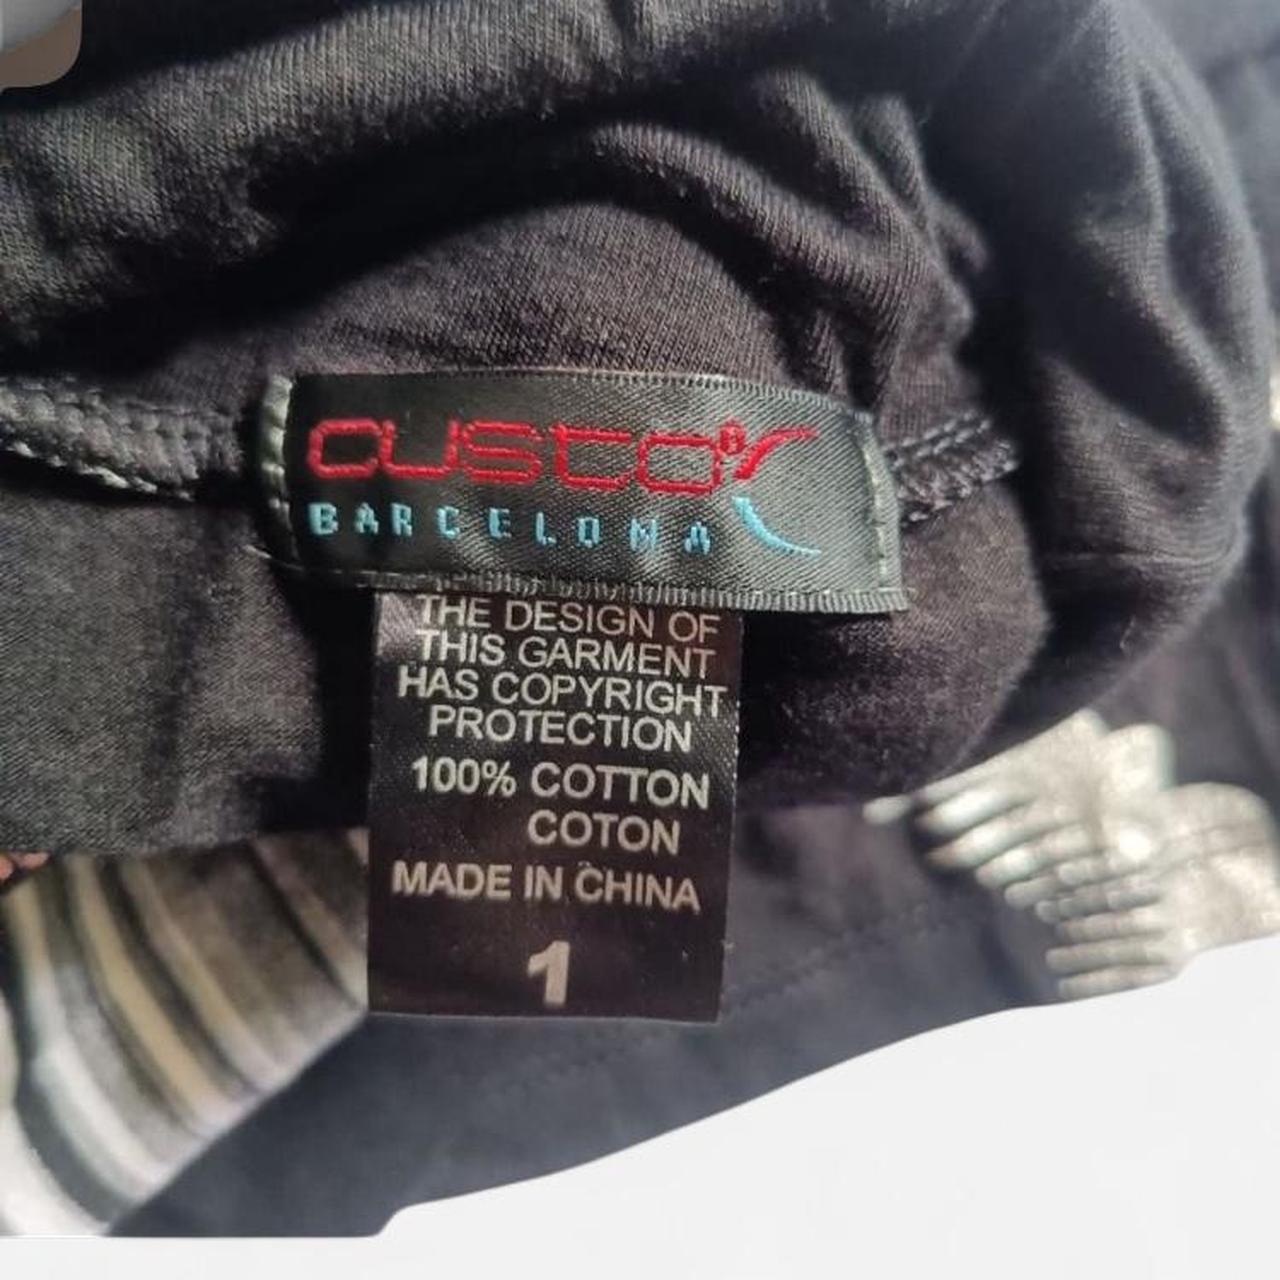 CUSTO
BARCELONA
THE DESIGN OF
THIS GARMENT
HAS COPYRIGHT
PROTECTION
100% COTTON
COTON
MADE IN CHINA
1